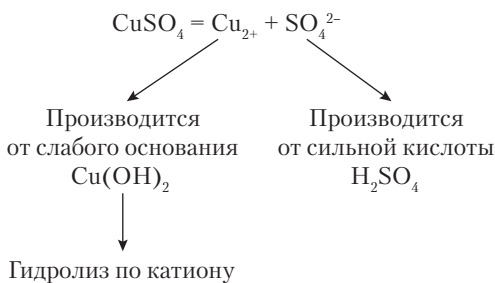 CuSO₄ = Cu₂₊ + SO₄²⁻
Производится
от слабого основания
Cu(OH)₂
Производится
от сильной кислоты
H₂SO₄
Гидролиз по катиону